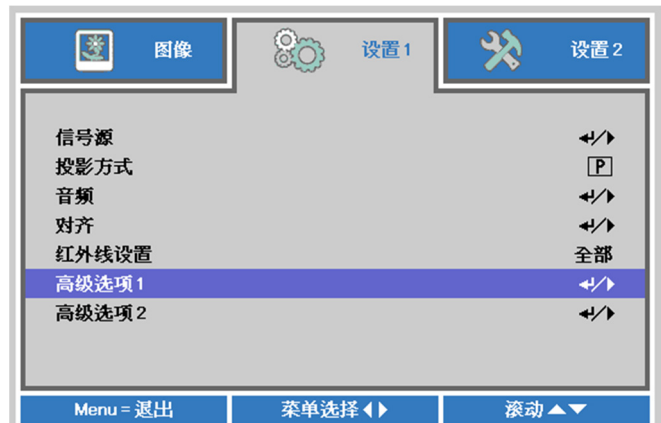 图像
设置1
设置2
信号源
投影方式 P
音频
对齐
红外线设置 全部
高级选项1
高级选项2
Menu = 退出
菜单选择
滚动